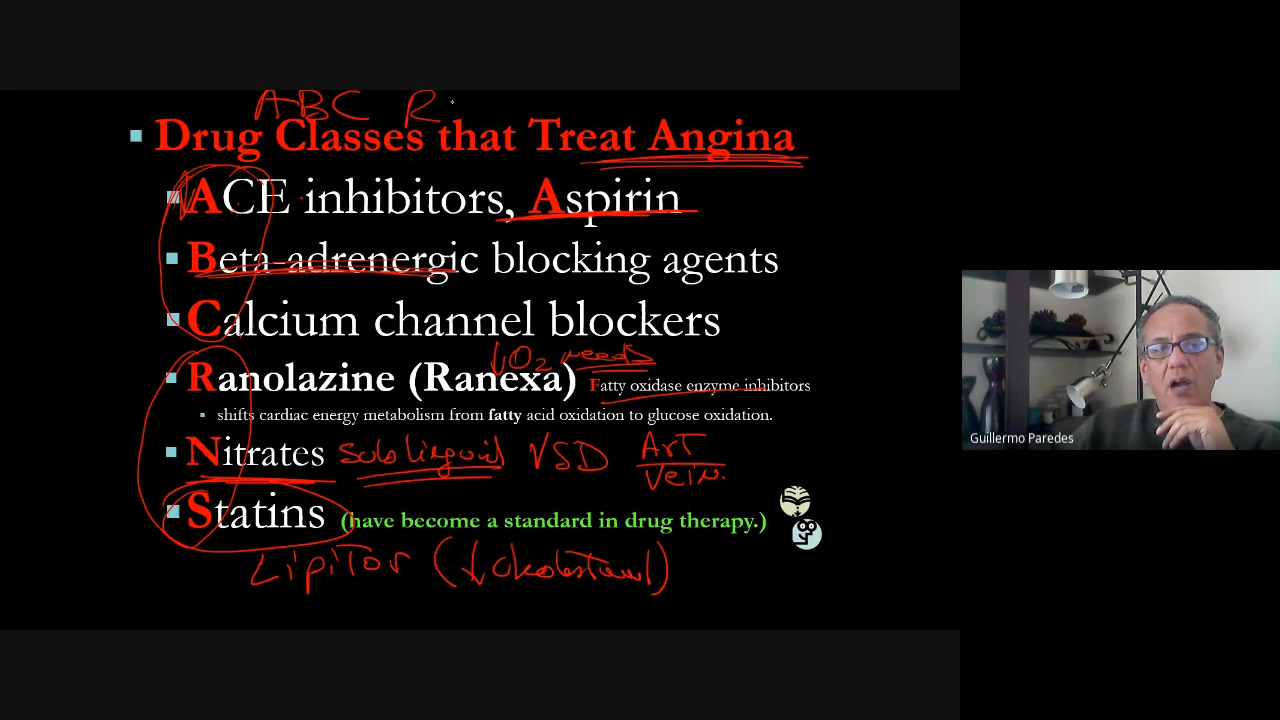 ABC R
Drug Classes that Treat Angina
ACE inhibitors, Aspirin
Beta-adrenergic blocking agents
Calcium channel blockers
↓O2 needs
Ranolazine (Ranexa) Fatty oxidase enzyme inhibitors
shifts cardiac energy metabolism from fatty acid oxidation to glucose oxidation.
Nitrates sublingual VSD Art
Vein.
Statins (have become a standard in drug therapy.)
Lipitor (↓
Guillermo Paredes